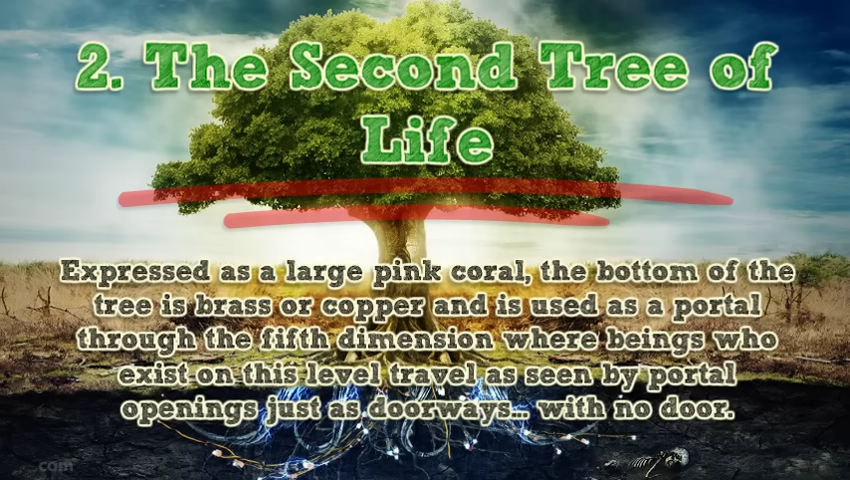 2. The Second Tree of
Life
Expressed as a large pink coral, the bottom of the
tree is brass or copper and is used as a portal
through the fifth dimension where beings who
exist on this level travel as seen by portal
openings just as doorways... with no door.
com